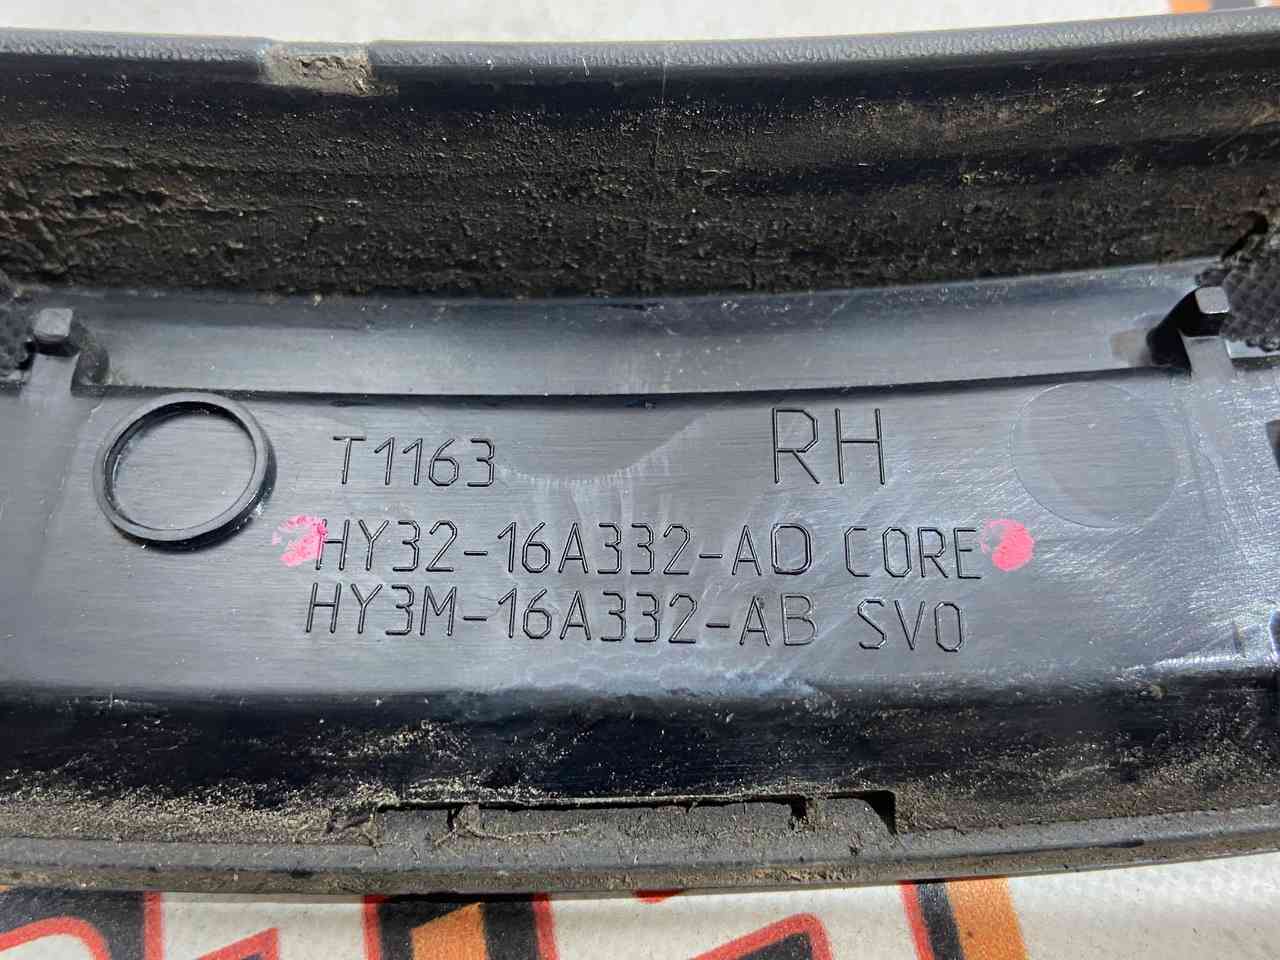 T1163
RH
HY32-16A332-AD CORE
HY3M-16A332-AB SVO